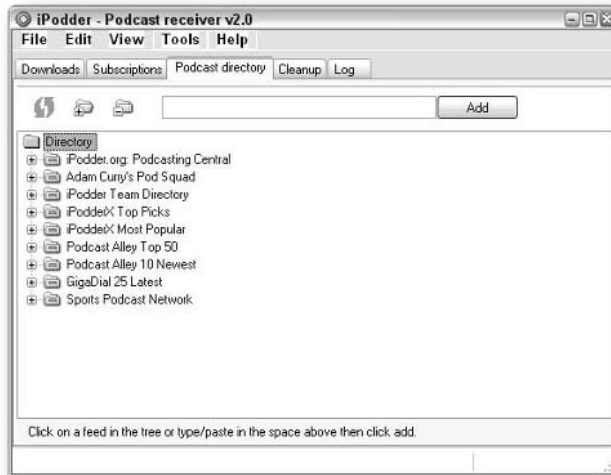 iPodder - Podcast receiver v2.0
File Edit View Tools Help
Downloads Subscriptions Podcast directory Cleanup Log
Add
Directory
iPodder.org: Podcasting Central
Adam Curry's Pod Squad
iPodder Team Directory
iPodderX Top Picks
iPodderX Most Popular
Podcast Alley Top 50
Podcast Alley 10 Newest
GigaDial 25 Latest
Sports Podcast Network
Click on a feed in the tree or type/paste in the space above then click add.